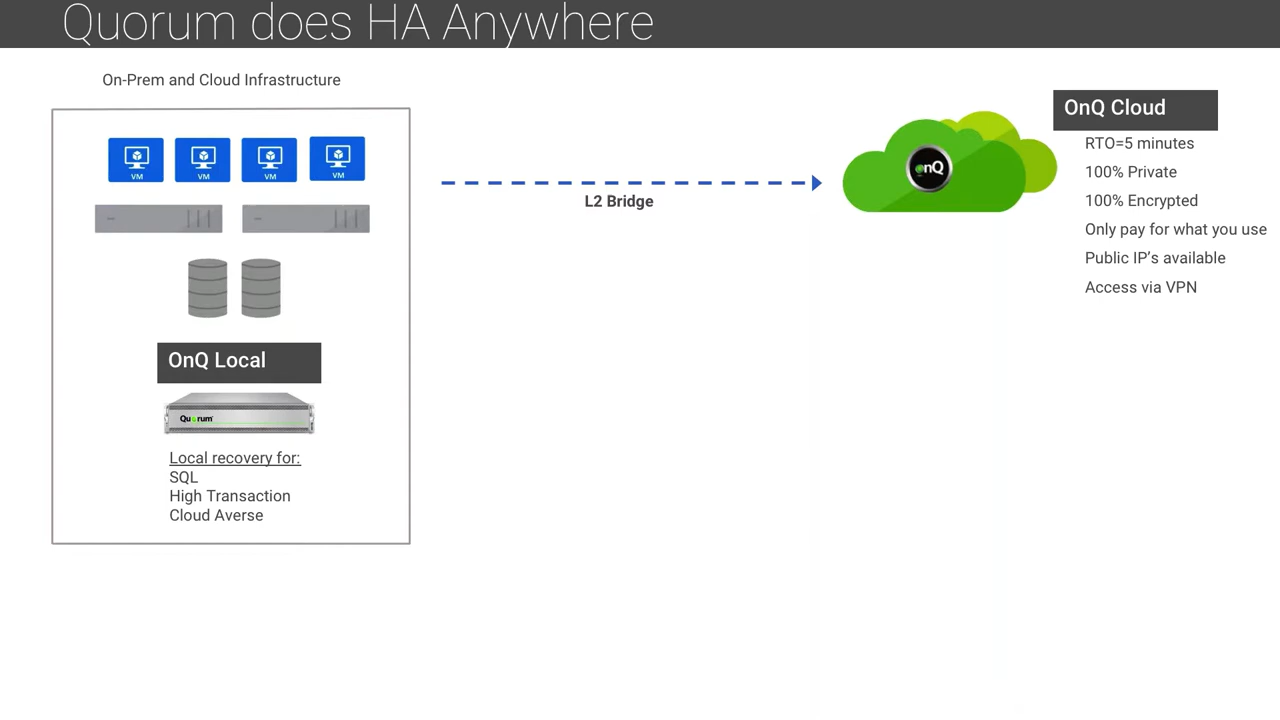 Quorum does HA Anywhere
On-Prem and Cloud Infrastructure
VM
VM
VM
VM
OnQ Local
Quorum
Local recovery for:
SQL
High Transaction
Cloud Averse
L2 Bridge
onQ
OnQ Cloud
RTO=5 minutes
100% Private
100% Encrypted
Only pay for what you use
Public IP’s available
Access via VPN